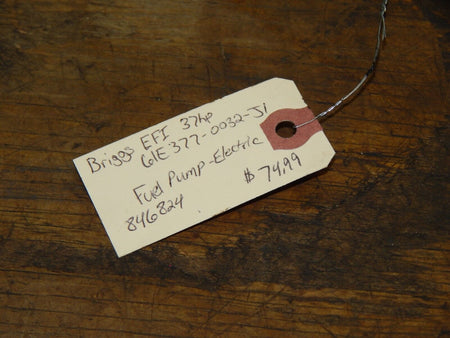 Briggs EFI 37hp
61E377-0032-J1
Fuel Pump-Electric
846824
$74.99